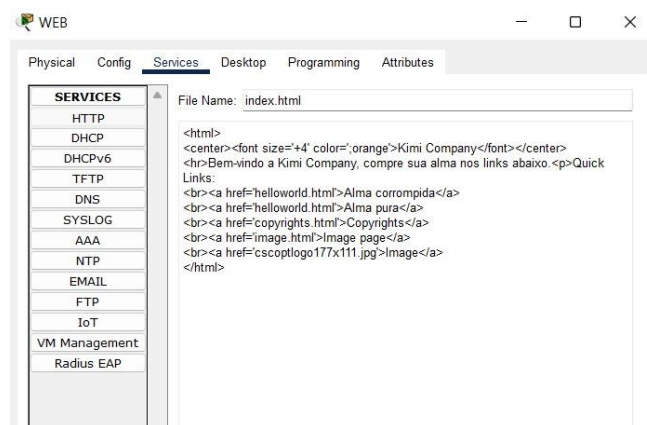 WEB
Physical Config Services Desktop Programming Attributes
SERVICES
HTTP
DHCP
DHCPv6
TFTP
DNS
SYSLOG
AAA
NTP
EMAIL
FTP
IoT
VM Management
Radius EAP
File Name: index.html
<html>
<center><font size='+4' color=';orange'>Kimi Company</font></center>
<hr>Bem-vindo a Kimi Company, compre sua alma nos links abaixo.<p>Quick
Links:
<br><a href='helloworld.html'>Alma corrompida</a>
<br><a href='helloworld.html'>Alma pura</a>
<br><a href='copyrights.html'>Copyrights</a>
<br><a href='image.html'>Image page</a>
<br><a href='cscoptlogo177x111.jpg'>Image</a>
</html>